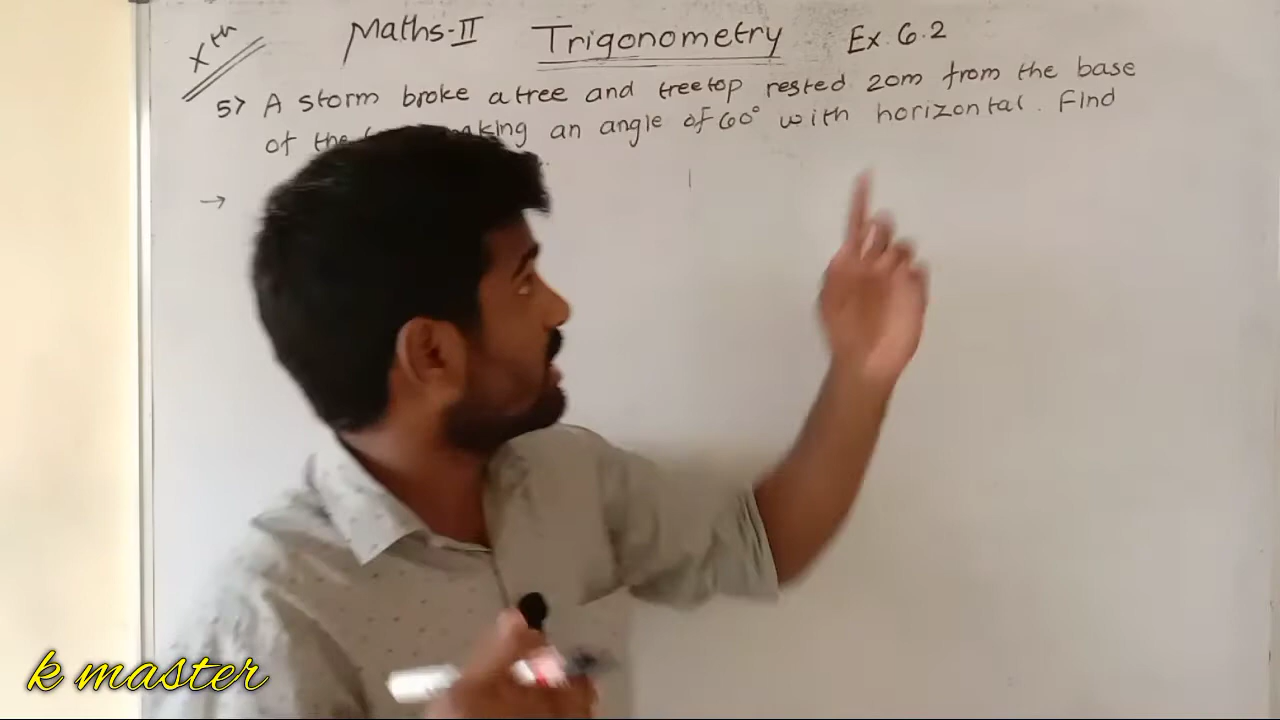 Xth Maths-II Trigonometry Ex. 6.2
5) A storm broke a tree and treetop rested 20m from the base
of the an angle of 60° with horizontal. Find
→
k master